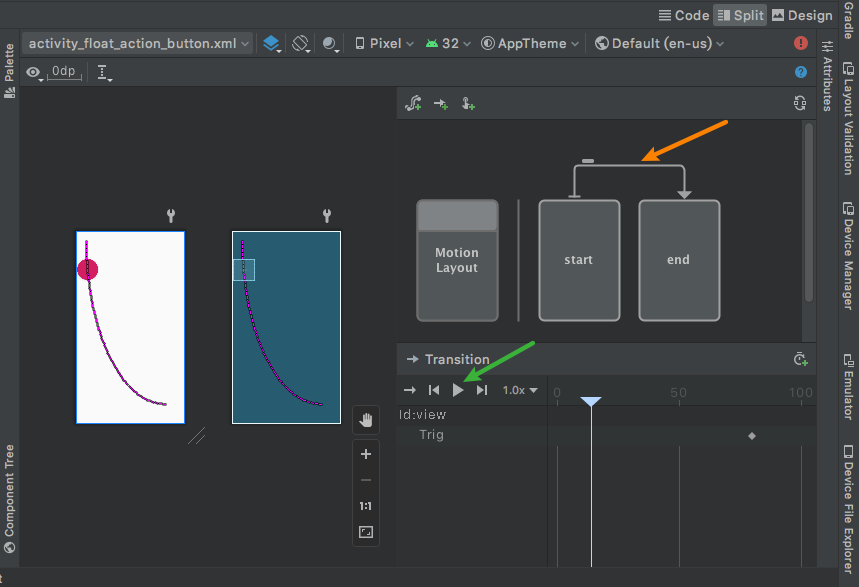 Code Split Design
activity_float_action_button.xml Pixel 32 AppTheme Default (en-us)
0dp
Palette
Component Tree
Attributes
Gradle
Layout Validation
Device Manager
Emulator
Device File Explorer
Motion
Layout
start
end
Transition
1.0x
0 50 100
Id:view
Trig
1:1